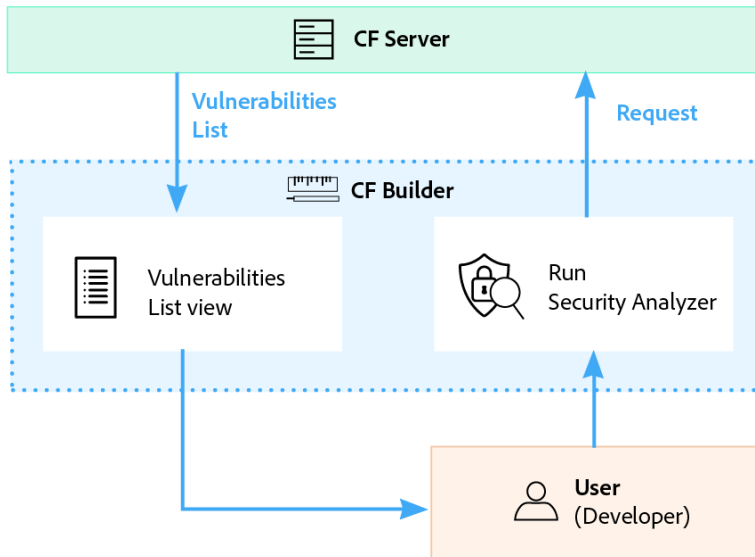 CF Server
Vulnerabilities
List
Request
CF Builder
Vulnerabilities
List view
Run
Security Analyzer
User
(Developer)